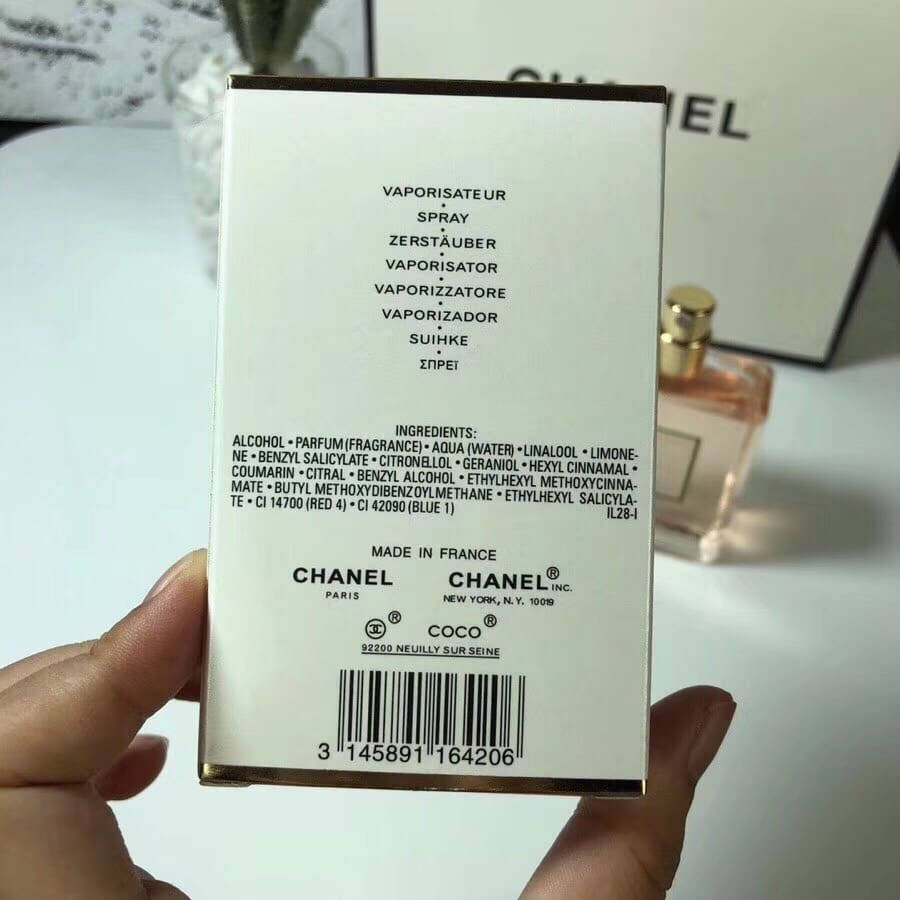 CHANEL
VAPORISATEUR
•
SPRAY
•
ZERSTÄUBER
•
VAPORISATOR
•
VAPORIZZATORE
•
VAPORIZADOR
•
SUIHKE
•
ΣΠΡΕΪ
INGREDIENTS:
ALCOHOL • PARFUM (FRAGRANCE) • AQUA (WATER) • LINALOOL • LIMONE-
NE • BENZYL SALICYLATE • CITRONELLOL • GERANIOL • HEXYL CINNAMAL •
COUMARIN • CITRAL • BENZYL ALCOHOL • ETHYLHEXYL METHOXYCINNA-
MATE • BUTYL METHOXYDIBENZOYLMETHANE • ETHYLHEXYL SALICYLA-
TE • CI 14700 (RED 4) • CI 42090 (BLUE 1) IL28-I
MADE IN FRANCE
CHANEL CHANEL® INC.
PARIS NEW YORK, N.Y. 10019
® COCO®
92200 NEUILLY SUR SEINE
3 145891 164206